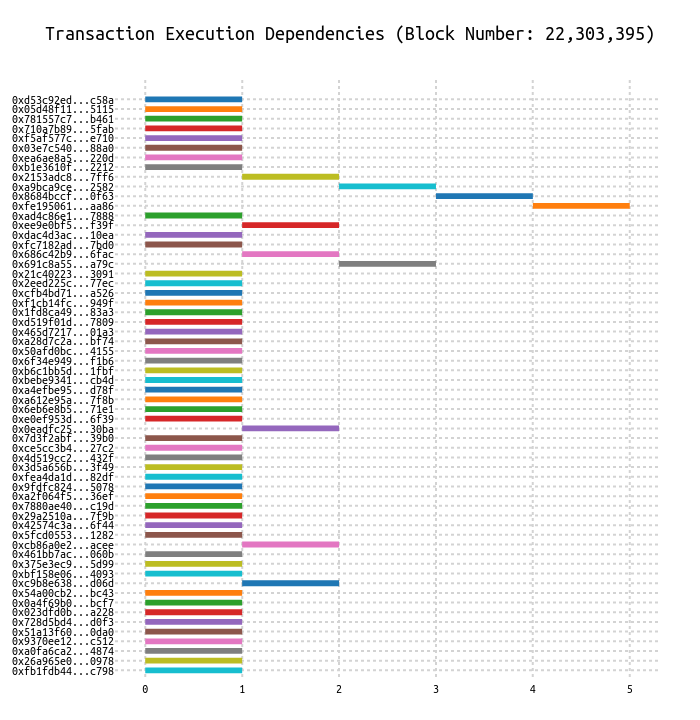 Transaction Execution Dependencies (Block Number: 22,303,395)
0xd53c92ed...c58a
0x05d48f11...5115
0x781557c7...b461
0x710a7b89...5fab
0xf5af577c...e710
0x03e7c540...88a0
0xea6ae8a5...220d
0xb1e3610f...2212
0x2153adc8...7ff6
0xa9bca9ce...2582
0x8684bccf...0f63
0xfe195061...aa86
0xad4c86e1...7888
0xee9e0bf5...f39f
0xdac4d3ac...10ea
0xfc7182ad...7bd0
0x686c42b9...6fac
0x691c8a55...a79c
0x21c40223...3091
0x2eed225c...77ec
0xcfb4bd71...a526
0xf1cb14fc...949f
0x1fd8ca49...83a3
0xd519f01d...7809
0x465d7217...01a3
0xa28d7c2a...bf74
0x50afd0bc...4155
0x6f34e949...f1b6
0xb6c1bb5d...1fbf
0xbebe9341...cb4d
0xa4efbe95...d78f
0xa612e95a...7f8b
0x6eb6e8b5...71e1
0xe0ef953d...6f39
0x0eadfc25...30ba
0x7d3f2abf...39b0
0xce5cc3b4...27c2
0x4d519cc2...432f
0x3d5a656b...3f49
0xfea4da1d...82df
0x9fdfc824...5078
0xa2f064f5...36ef
0x7880ae40...c19d
0x29a2510a...7f9b
0x42574c3a...6f44
0x5fcd0553...1282
0xcb86a0e2...acee
0x461bb7ac...060b
0x375e3ec9...5d99
0xbf158e06...4093
0xc9b8e638...d06d
0x54a00cb2...bc43
0x0a4f69b0...bcf7
0x023dfd0b...a228
0x728d5bd4...d0f3
0x51a13f60...0da0
0x9370ee12...c512
0xa0fa6ca2...4874
0x26a965e0...0978
0xfb1fdb44...c798
0 1 2 3 4 5